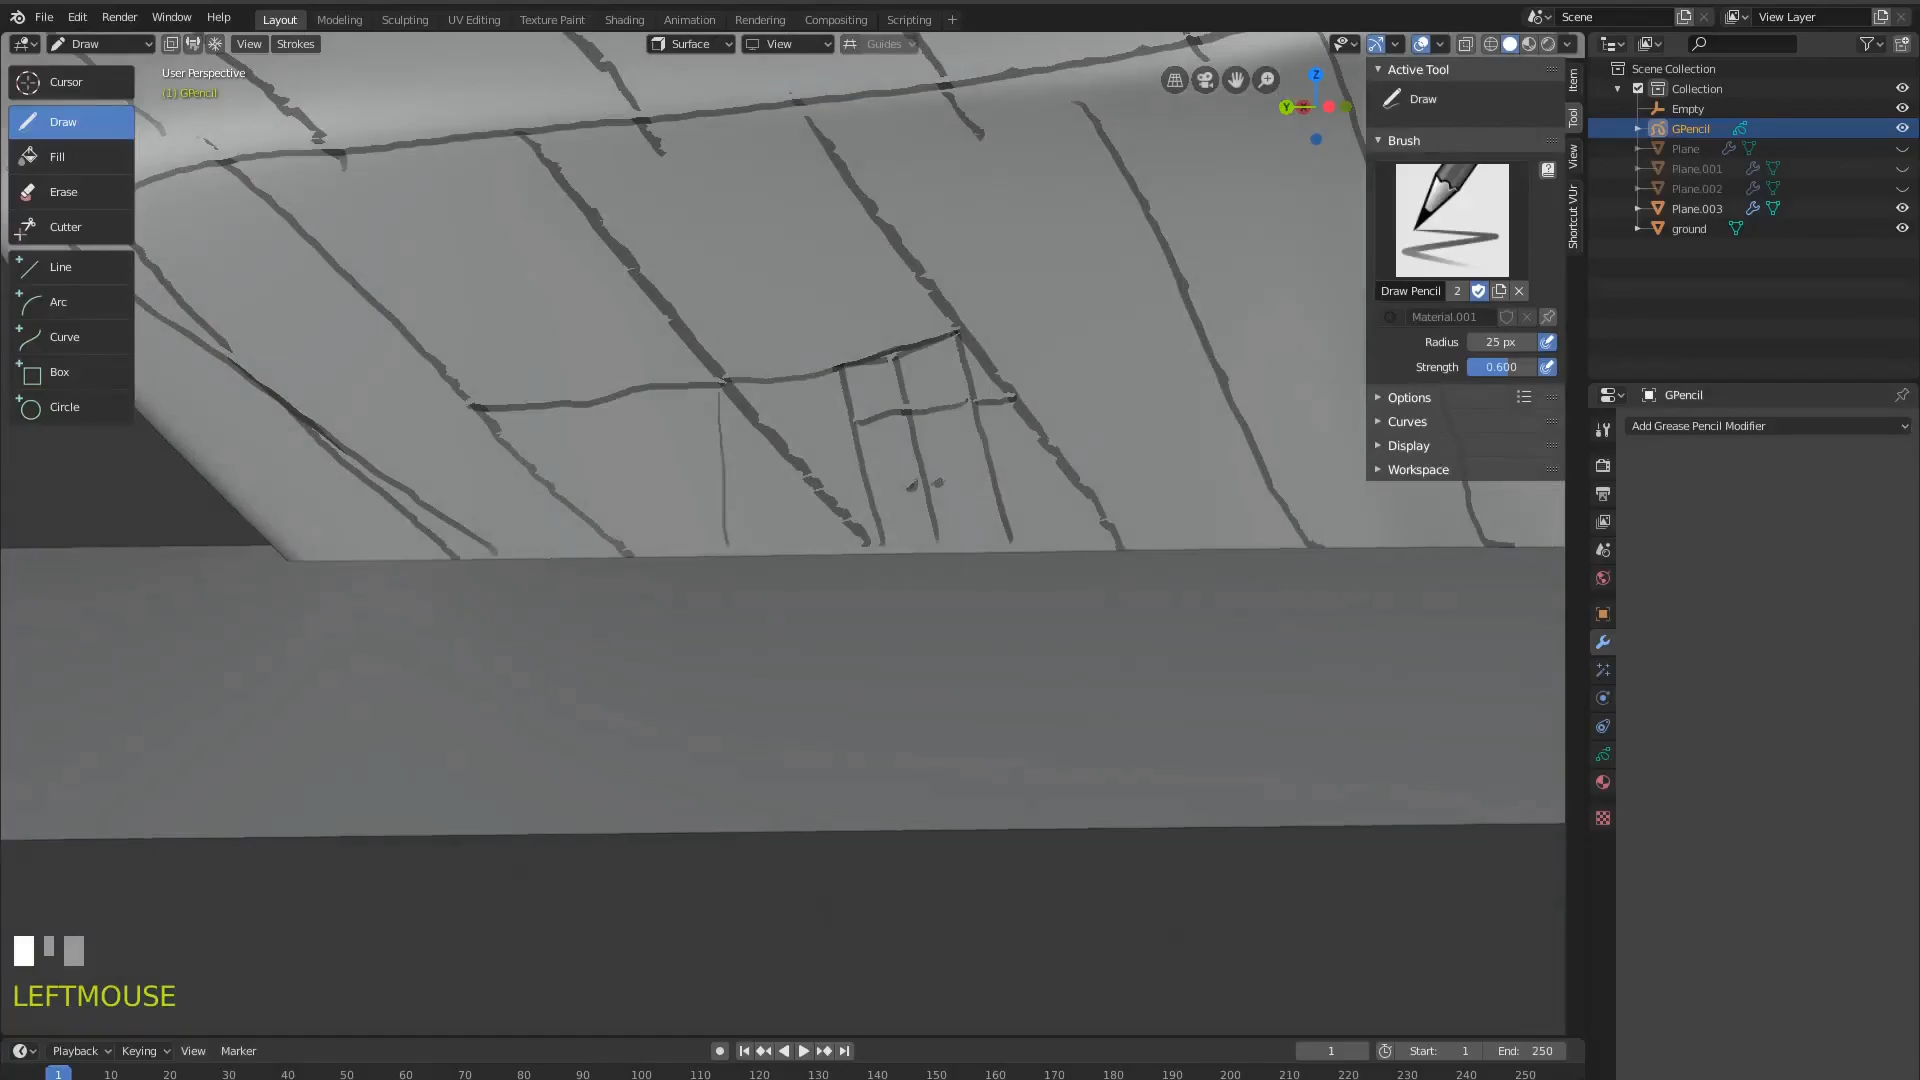 File Edit Render Window Help Layout Modeling Sculpting UV Editing Texture Paint Shading Animation Rendering Compositing Scripting + Scene View Layer
Draw View Strokes Surface View Guides
User Perspective
(1) GPencil
Cursor
Draw
Fill
Erase
Cutter
Line
Arc
Curve
Box
Circle
Z
Y
Active Tool
Draw
Brush
Draw Pencil 2
Material.001
Radius 25 px
Strength 0.600
Options
Curves
Display
Workspace
Item
Tool
View
Shortcut VUr
Scene Collection
Collection
Empty
GPencil
Plane
Plane.001
Plane.002
Plane.003
ground
GPencil
Add Grease Pencil Modifier
LEFTMOUSE
Playback Keying View Marker 1 Start: 1 End: 250
1 10 20 30 40 50 60 70 80 90 100 110 120 130 140 150 160 170 180 190 200 210 220 230 240 250